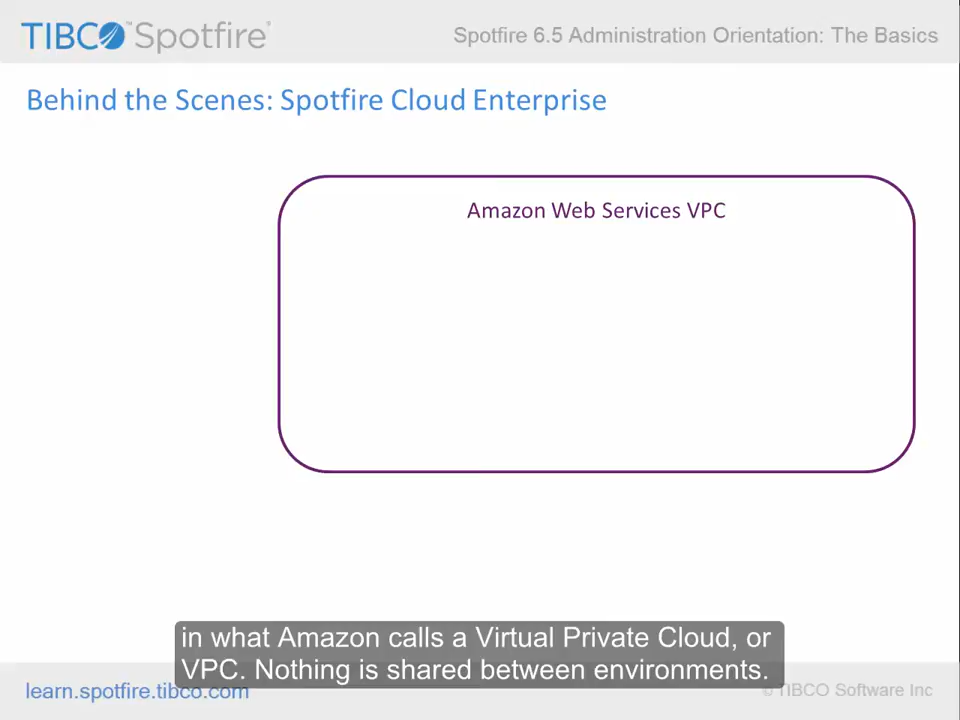 TIBCO™ Spotfire®
Spotfire 6.5 Administration Orientation: The Basics
Behind the Scenes: Spotfire Cloud Enterprise
Amazon Web Services VPC
in what Amazon calls a Virtual Private Cloud, or
VPC. Nothing is shared between environments.
learn.spotfire.tibco.com
© TIBCO Software Inc